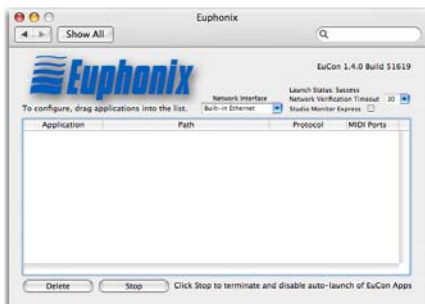 Euphonix
Show All
EuCon 1.4.0 Build 51619
Euphonix
Launch Status: Success
Network Interface
Network Verification Timeout 30
To configure, drag applications into the list.
Built-in Ethernet
Studio Monitor Express
Application Path Protocol MIDI Ports
Delete Stop Click Stop to terminate and disable auto-launch of EuCon Apps